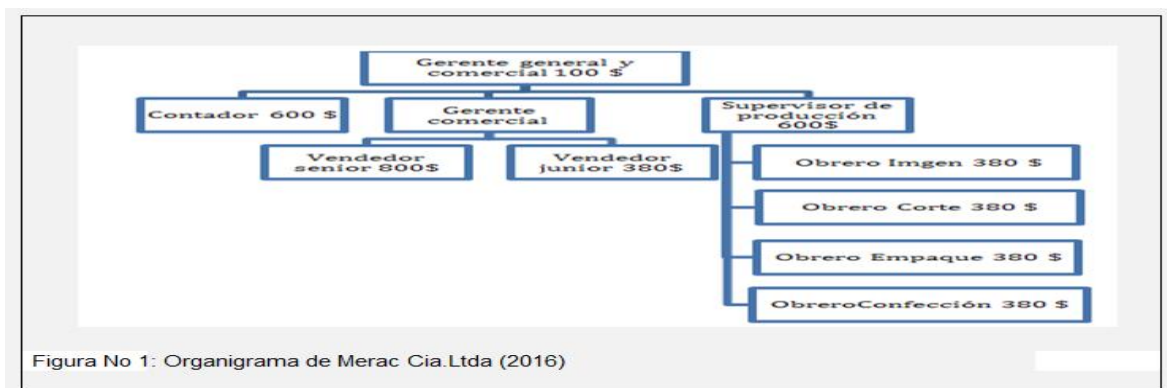 Gerente general y
comercial 100 $
Contador 600 $
Gerente
comercial
Supervisor de
producción
600$
Vendedor
senior 800$
Vendedor
junior 380$
Obrero Imgen 380 $
Obrero Corte 380 $
Obrero Empaque 380 $
ObreroConfección 380 $
Figura No 1: Organigrama de Merac Cia.Ltda (2016)